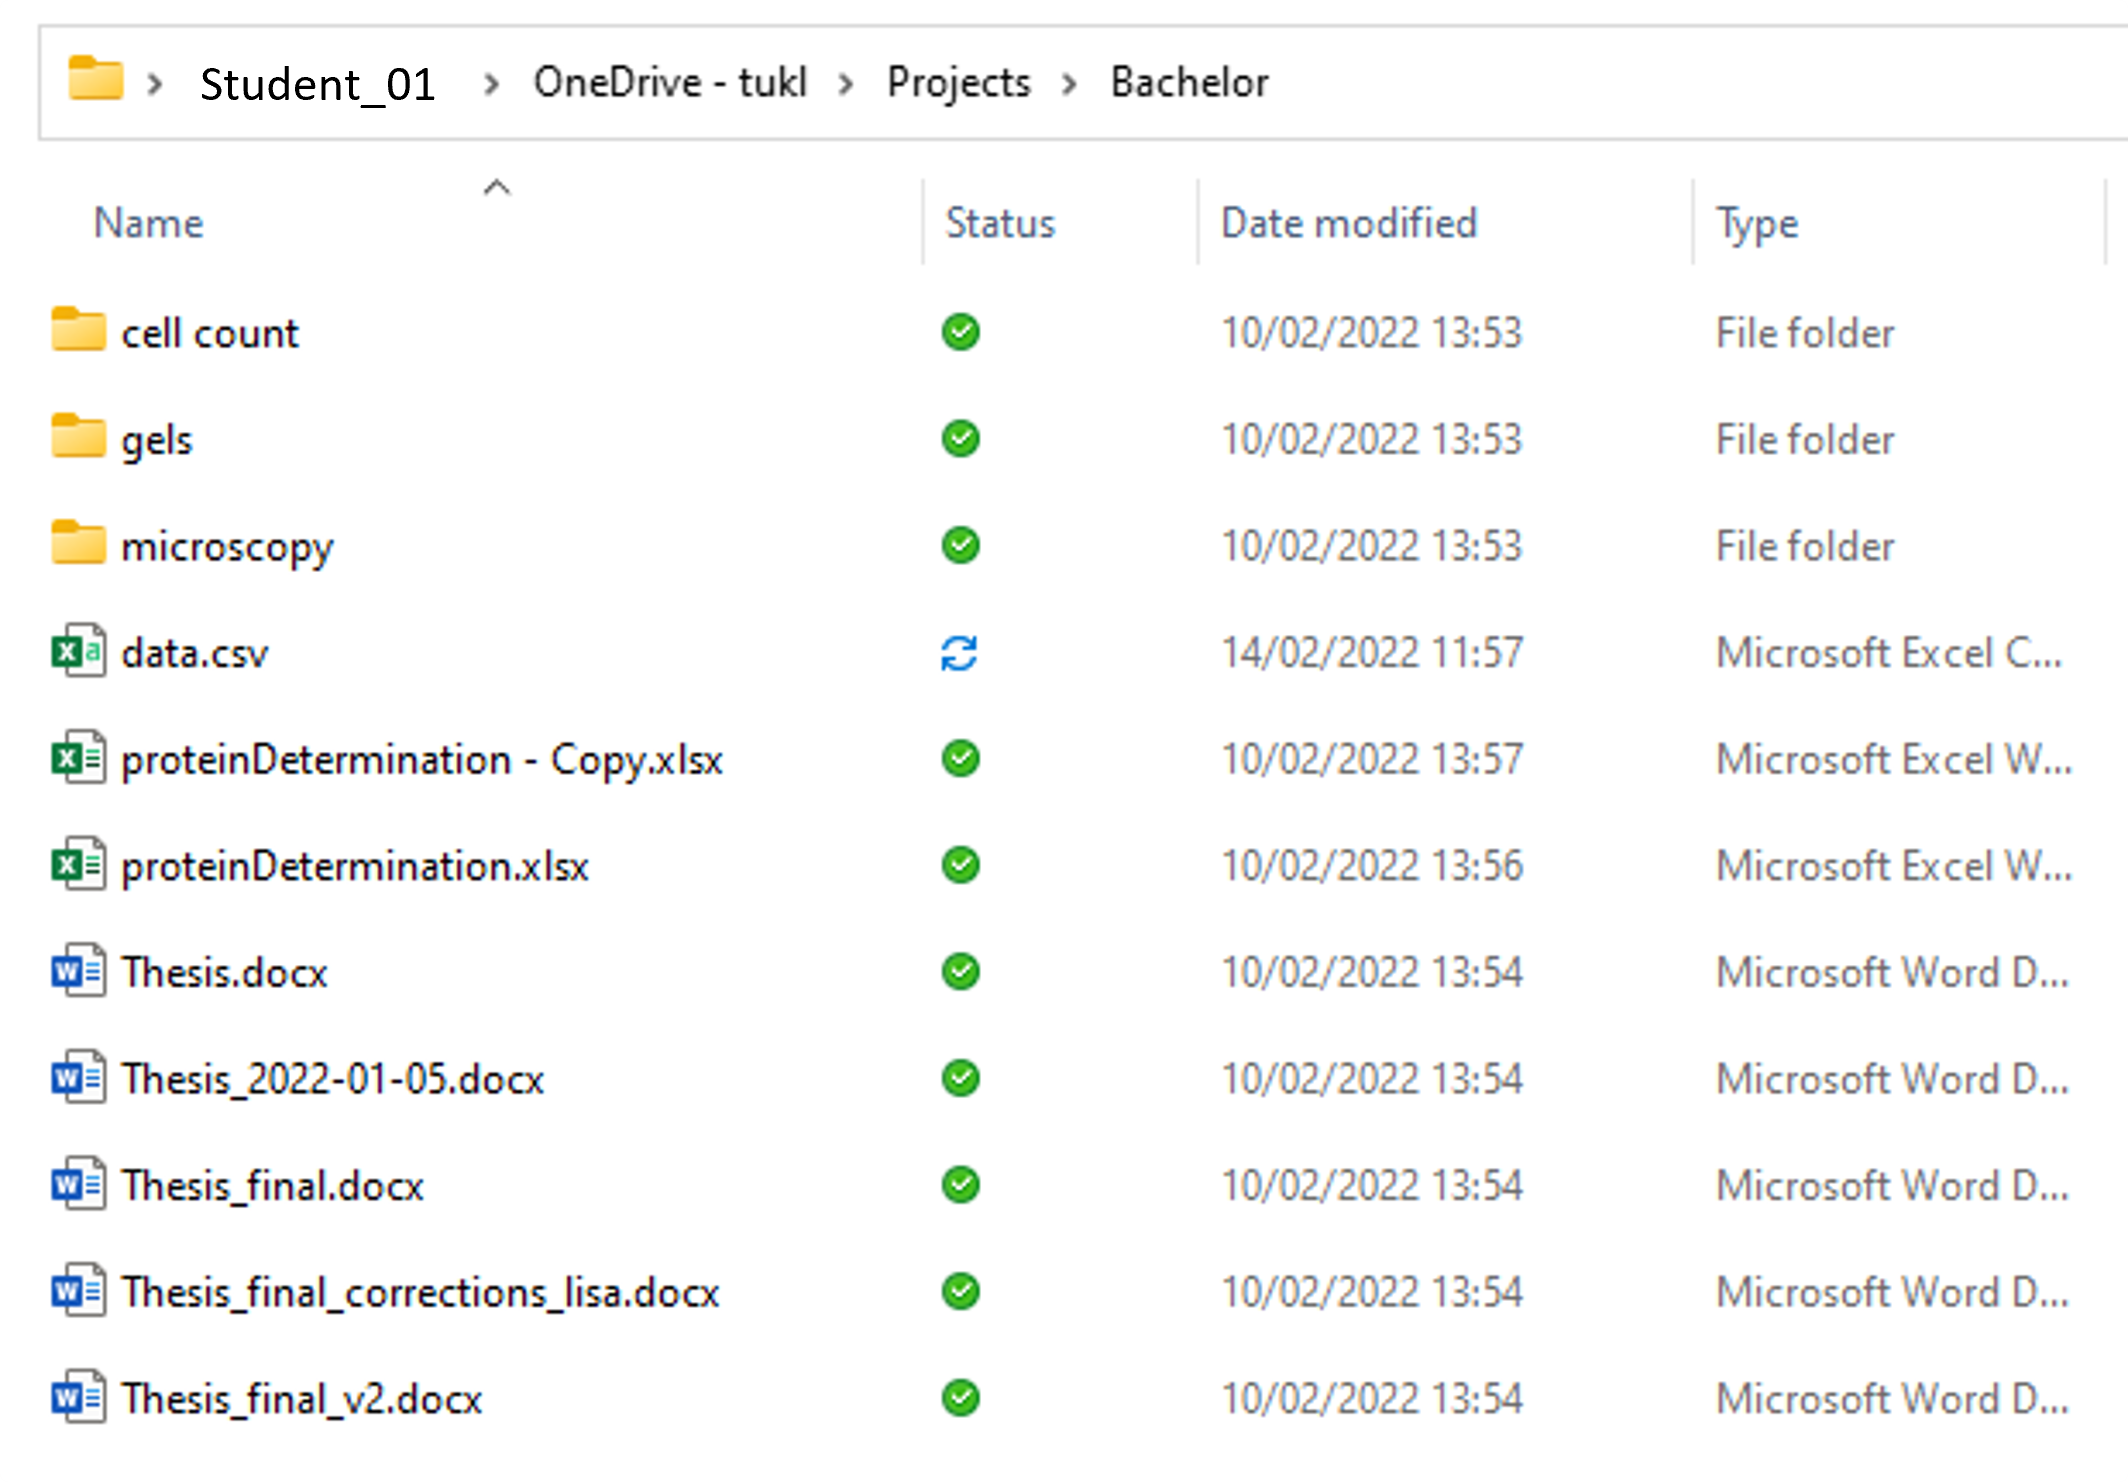 Student_01 OneDrive - tukl Projects Bachelor
Name Status Date modified Type
cell count 10/02/2022 13:53 File folder
gels 10/02/2022 13:53 File folder
microscopy 10/02/2022 13:53 File folder
data.csv 14/02/2022 11:57 Microsoft Excel C...
proteinDetermination - Copy.xlsx 10/02/2022 13:57 Microsoft Excel W...
proteinDetermination.xlsx 10/02/2022 13:56 Microsoft Excel W...
Thesis.docx 10/02/2022 13:54 Microsoft Word D...
Thesis_2022-01-05.docx 10/02/2022 13:54 Microsoft Word D...
Thesis_final.docx 10/02/2022 13:54 Microsoft Word D...
Thesis_final_corrections_lisa.docx 10/02/2022 13:54 Microsoft Word D...
Thesis_final_v2.docx 10/02/2022 13:54 Microsoft Word D...